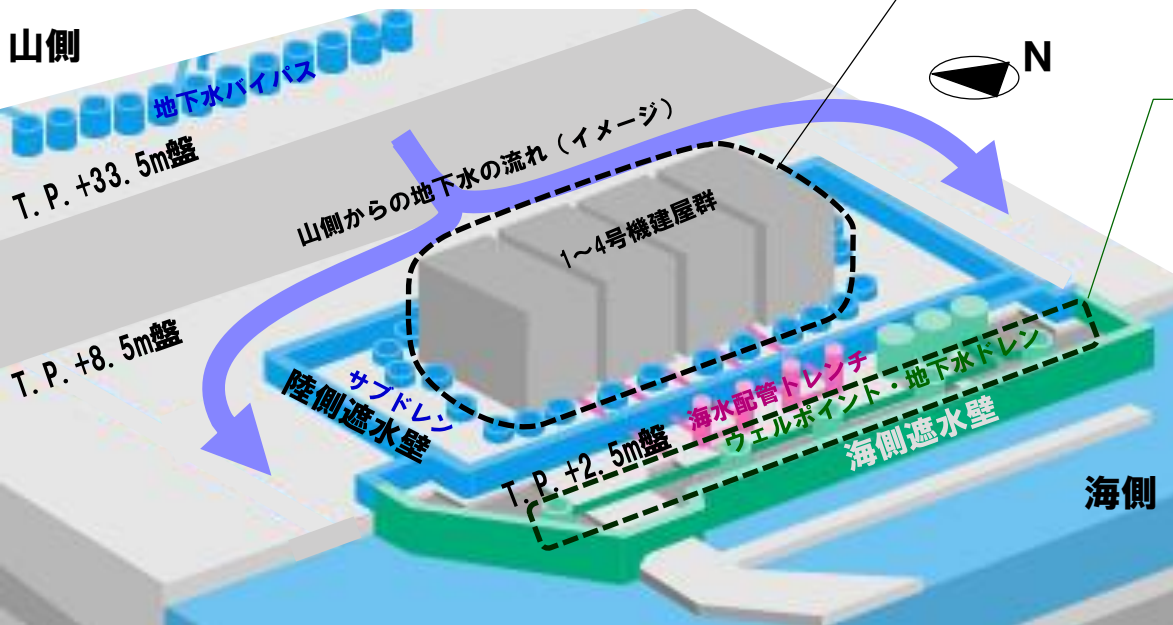 山側
N
地下水バイパス
T.P.+33.5m盤
山側からの地下水の流れ（イメージ）
1～4号機建屋群
T.P.+8.5m盤
サブドレン
陸側遮水壁
海水配管トレンチ
ウェルポイント・地下水ドレン
T.P.+2.5m盤
海側遮水壁
海側